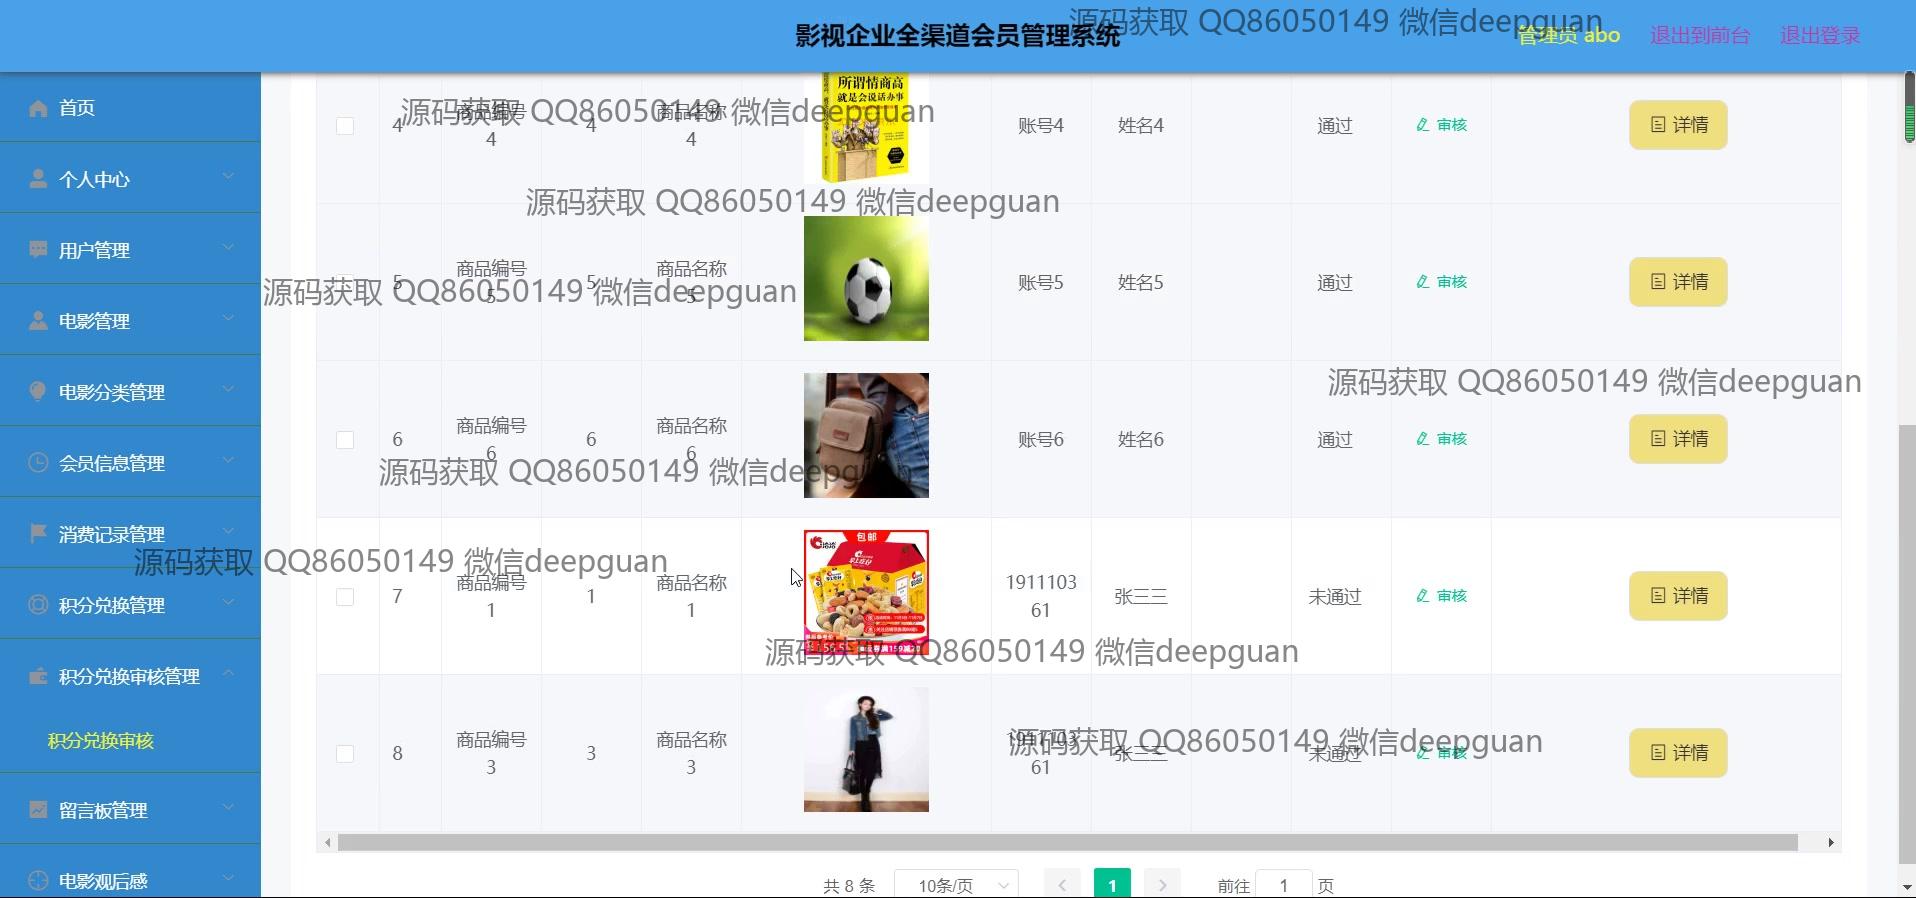 影视企业全渠道会员管理系统
管理员 abo
退出到前台
退出登录
源码获取 QQ86050149 微信deepguan
首页
个人中心
用户管理
电影管理
电影分类管理
会员信息管理
消费记录管理
积分兑换管理
积分兑换审核管理
积分兑换审核
留言板管理
电影观后感
4
商品编号
4
4
商品名称
4
所谓情商高
就是会说话办事
账号4
姓名4
通过
审核
详情
源码获取 QQ86050149 微信deepguan
源码获取 QQ86050149 微信deepguan
5
商品编号
5
5
商品名称
5
账号5
姓名5
通过
审核
详情
源码获取 QQ86050149 微信deepguan
源码获取 QQ86050149 微信deepguan
6
商品编号
6
6
商品名称
6
账号6
姓名6
通过
审核
详情
源码获取 QQ86050149 微信deepguan
源码获取 QQ86050149 微信deepguan
7
商品编号
1
1
商品名称
1
包邮
1911103
61
张三三
未通过
审核
详情
源码获取 QQ86050149 微信deepguan
8
商品编号
3
3
商品名称
3
1911103
61
张三三
未通过
审核
详情
源码获取 QQ86050149 微信deepguan
共 8 条
10条/页
1
前往 1 页